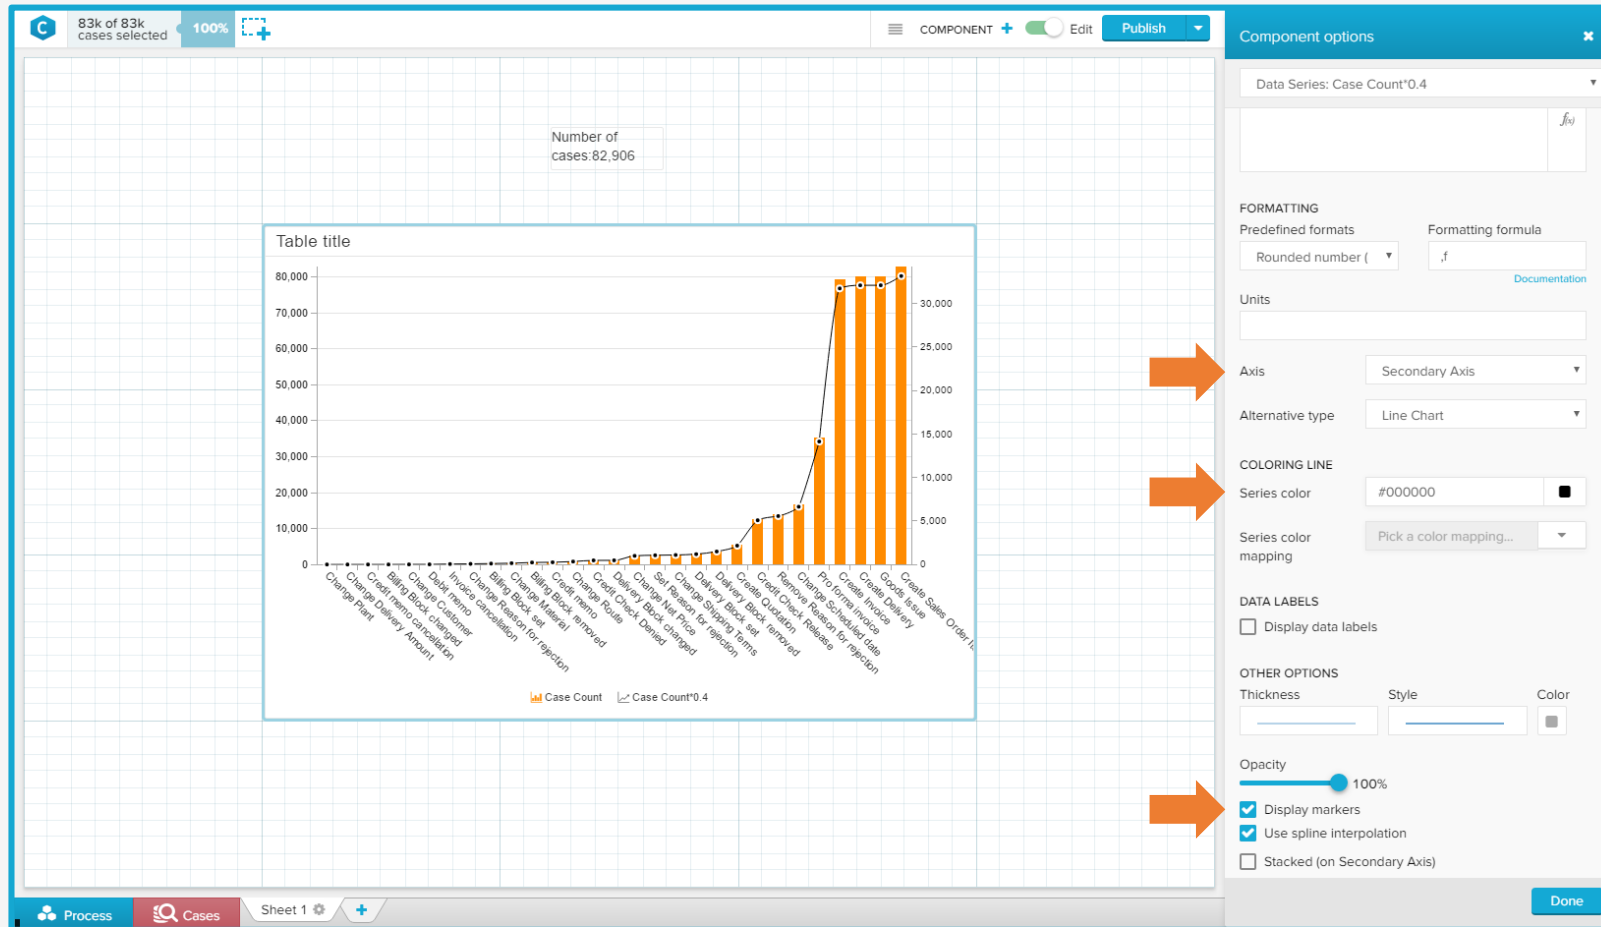 C
83k of 83k
cases selected
100%
COMPONENT
Edit
Publish
Component options
Data Series: Case Count*0.4
f(x)
Number of
cases:82,906
FORMATTING
Predefined formats
Formatting formula
Rounded number (
,f
Documentation
Units
Axis
Secondary Axis
Alternative type
Line Chart
COLORING LINE
Series color
#000000
Series color
mapping
Pick a color mapping...
DATA LABELS
Display data labels
OTHER OPTIONS
Thickness
Style
Color
Opacity
100%
Display markers
Use spline interpolation
Stacked (on Secondary Axis)
Done
Table title
80,000
70,000
60,000
50,000
40,000
30,000
20,000
10,000
0
30,000
25,000
20,000
15,000
10,000
5,000
0
Change Plant
Change Delivery Amount
Credit memo cancellation
Billing Block changed
Change Customer
Debit memo
Invoice cancellation
Change Reason for rejection
Billing Block set
Change Material
Billing Block removed
Credit memo
Change Route
Credit Check Denied
Delivery Block changed
Change Net Price
Set Reason for rejection
Change Shipping Terms
Delivery Block set
Delivery Block removed
Create Quotation
Credit Check Release
Remove Reason for rejection
Change Scheduled date
Pro forma invoice
Create Invoice
Create Delivery
Goods Issue
Create Sales Order
Case Count
Case Count*0.4
Process
Cases
Sheet 1